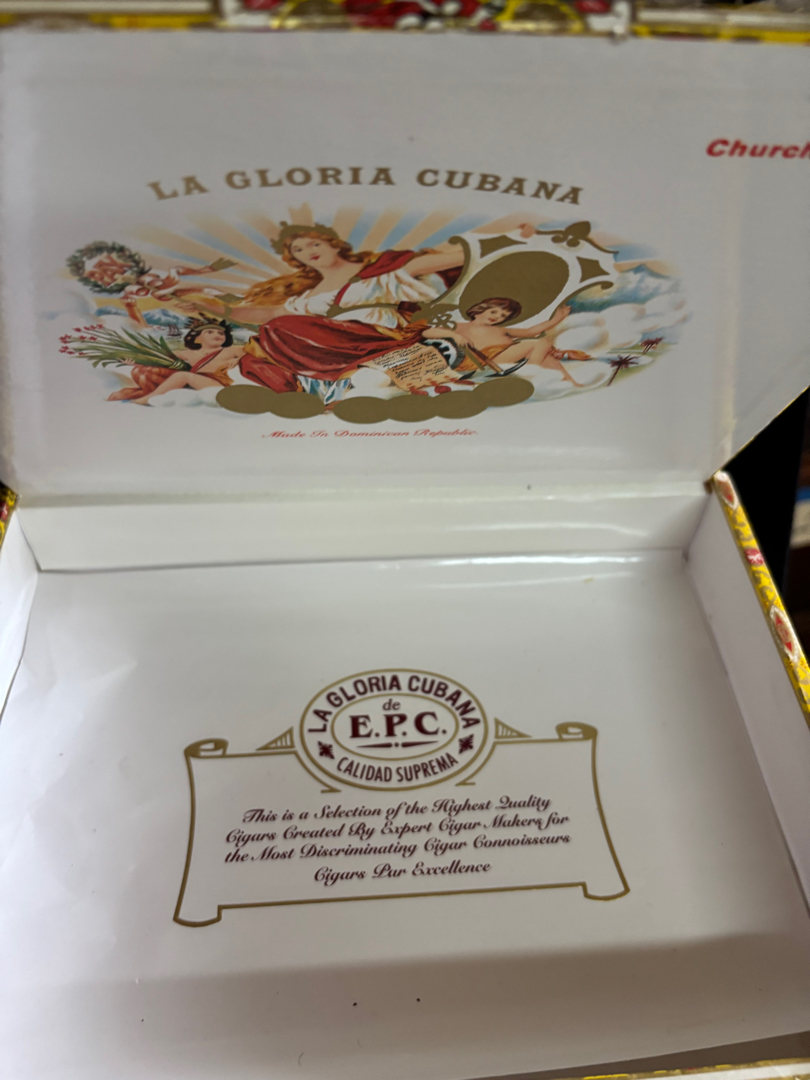 Church
LA GLORIA CUBANA
Made In Dominican Republic.
LA GLORIA CUBANA
de
E.P.C.
CALIDAD SUPREMA
This is a Selection of the Highest Quality
Cigars Created By Expert Cigar Makers for
the Most Discriminating Cigar Connoisseurs
Cigars Par Excellence